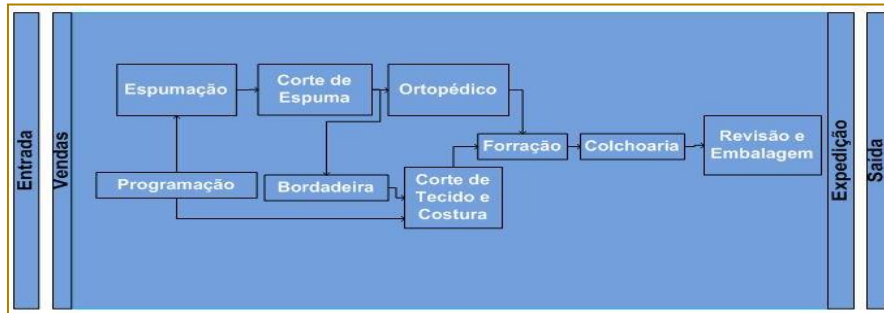 Entrada
Vendas
Espumação
Corte de
Espuma
Ortopédico
Programação
Bordadeira
Corte de
Tecido e
Costura
Forração
Colchoaria
Revisão e
Embalagem
Expedição
Saída